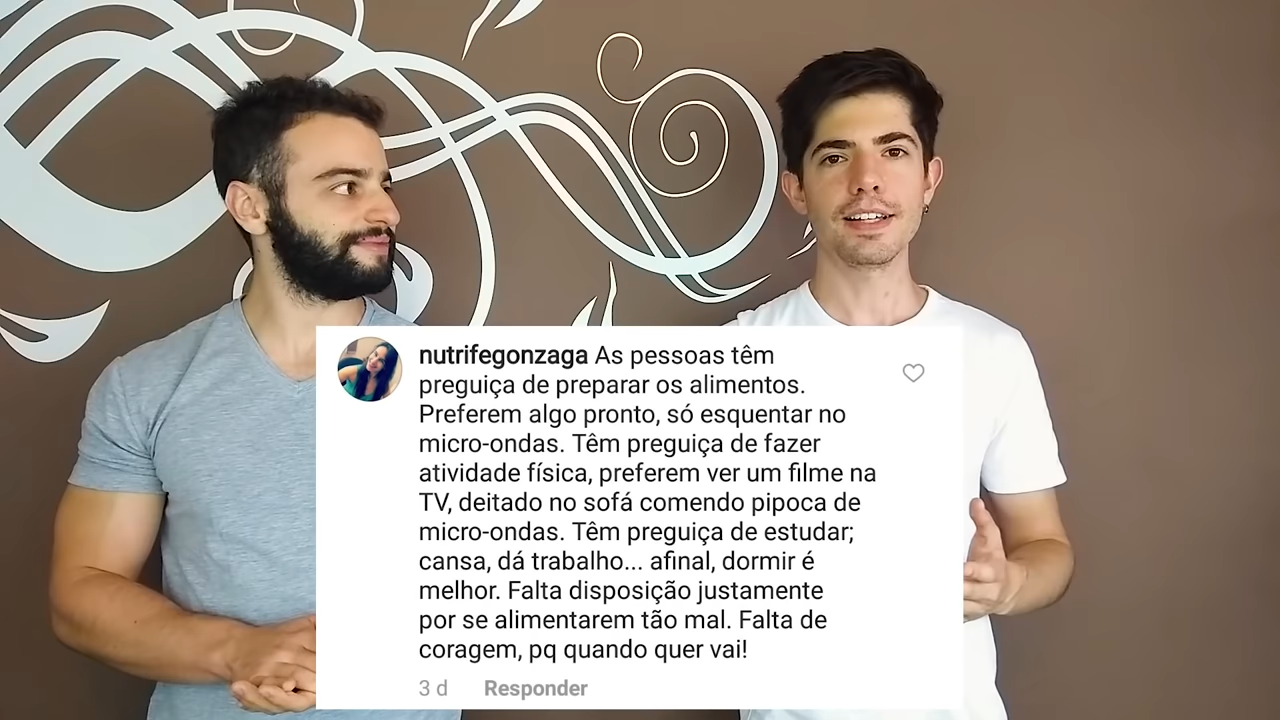 nutrifegonzaga As pessoas têm
preguiça de preparar os alimentos.
Preferem algo pronto, só esquentar no
micro-ondas. Têm preguiça de fazer
atividade física, preferem ver um filme na
TV, deitado no sofá comendo pipoca de
micro-ondas. Têm preguiça de estudar;
cansa, dá trabalho... afinal, dormir é
melhor. Falta disposição justamente
por se alimentarem tão mal. Falta de
coragem, pq quando quer vai!
3 d Responder